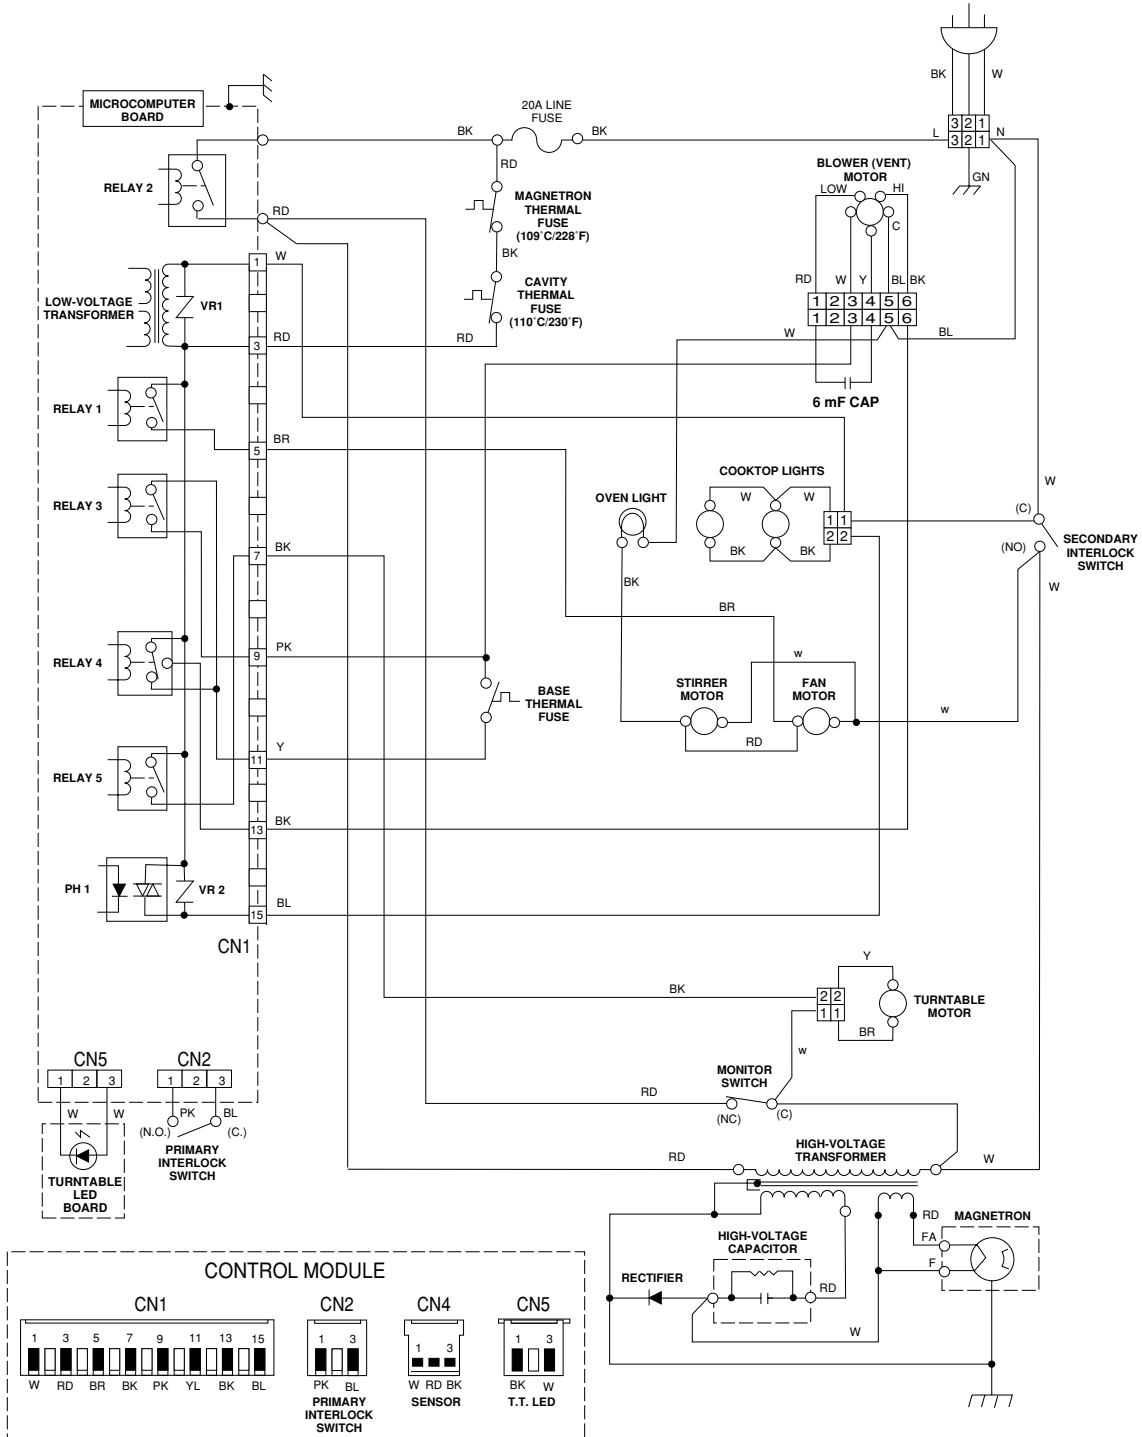 BK
W
3 2 1
3 2 1
L
N
GN
MICROCOMPUTER
BOARD
20A LINE
FUSE
BK
BK
RELAY 2
RD
RD
MAGNETRON
THERMAL
FUSE
(109˚C/228˚F)
BK
CAVITY
THERMAL
FUSE
(110˚C/230˚F)
RD
BLOWER (VENT)
MOTOR
LOW
HI
C
RD
W
Y
BL
BK
1 2 3 4 5 6
1 2 3 4 5 6
W
BL
6 mF CAP
1
W
LOW-VOLTAGE
TRANSFORMER
VR1
3
RD
RELAY 1
5
BR
RELAY 3
7
BK
COOKTOP LIGHTS
W
W
BK
BK
1 1
2 2
OVEN LIGHT
BK
W
(C)
(NO)
SECONDARY
INTERLOCK
SWITCH
W
BR
RELAY 4
9
PK
BASE
THERMAL
FUSE
w
STIRRER
MOTOR
FAN
MOTOR
w
RD
11
Y
RELAY 5
13
BK
PH 1
VR 2
15
BL
CN1
BK
Y
2 2
1 1
BR
TURNTABLE
MOTOR
w
MONITOR
SWITCH
RD
(NC)
(C)
CN5
1 2 3
W
W
TURNTABLE
LED
BOARD
CN2
1 2 3
PK
BL
(N.O.)
(C.)
PRIMARY
INTERLOCK
SWITCH
HIGH-VOLTAGE
TRANSFORMER
RD
W
RD
MAGNETRON
FA
F
HIGH-VOLTAGE
CAPACITOR
RECTIFIER
RD
W
CONTROL MODULE
CN1
1 3 5 7 9 11 13 15
W RD BR BK PK YL BK BL
CN2
1 3
PK BL
PRIMARY
INTERLOCK
SWITCH
CN4
1 3
W RD BK
SENSOR
CN5
1 3
BK W
T.T. LED